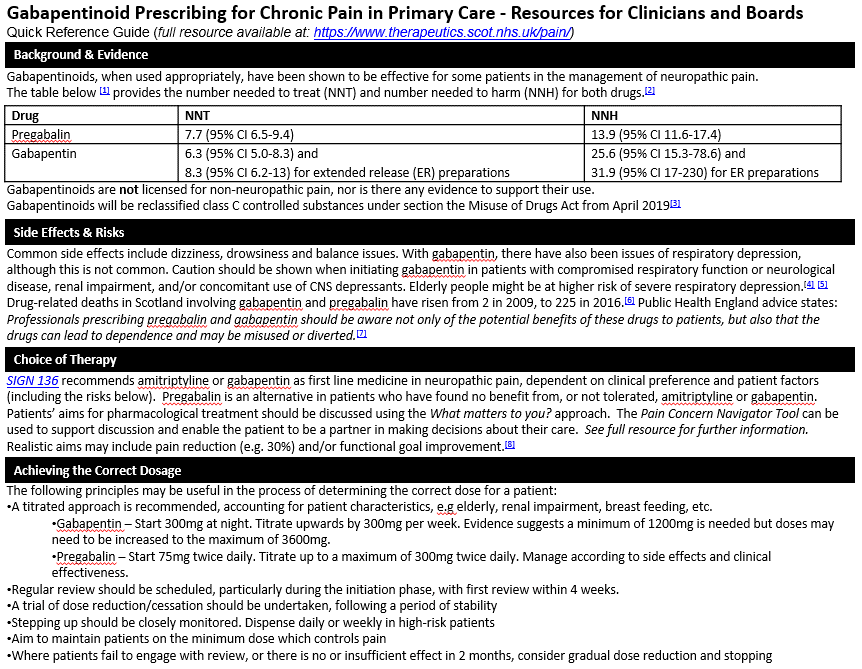 Gabapentinoid Prescribing for Chronic Pain in Primary Care - Resources for Clinicians and Boards
Quick Reference Guide (full resource available at: https://www.therapeutics.scot.nhs.uk/pain/)
Background & Evidence
Gabapentinoids, when used appropriately, have been shown to be effective for some patients in the management of neuropathic pain.
The table below [1] provides the number needed to treat (NNT) and number needed to harm (NNH) for both drugs.[2]
Drug NNT NNH
Pregabalin 7.7 (95% CI 6.5-9.4) 13.9 (95% CI 11.6-17.4)
Gabapentin 6.3 (95% CI 5.0-8.3) and 25.6 (95% CI 15.3-78.6) and
8.3 (95% CI 6.2-13) for extended release (ER) preparations 31.9 (95% CI 17-230) for ER preparations
Gabapentinoids are not licensed for non-neuropathic pain, nor is there any evidence to support their use.
Gabapentinoids will be reclassified class C controlled substances under section the Misuse of Drugs Act from April 2019[3]
Side Effects & Risks
Common side effects include dizziness, drowsiness and balance issues. With gabapentin, there have also been issues of respiratory depression,
although this is not common. Caution should be shown when initiating gabapentin in patients with compromised respiratory function or neurological
disease, renal impairment, and/or concomitant use of CNS depressants. Elderly people might be at higher risk of severe respiratory depression.[4] [5]
Drug-related deaths in Scotland involving gabapentin and pregabalin have risen from 2 in 2009, to 225 in 2016.[6] Public Health England advice states:
Professionals prescribing pregabalin and gabapentin should be aware not only of the potential benefits of these drugs to patients, but also that the
drugs can lead to dependence and may be misused or diverted.[7]
Choice of Therapy
SIGN 136 recommends amitriptyline or gabapentin as first line medicine in neuropathic pain, dependent on clinical preference and patient factors
(including the risks below). Pregabalin is an alternative in patients who have found no benefit from, or not tolerated, amitriptyline or gabapentin.
Patients' aims for pharmacological treatment should be discussed using the What matters to you? approach. The Pain Concern Navigator Tool can be
used to support discussion and enable the patient to be a partner in making decisions about their care. See full resource for further information.
Realistic aims may include pain reduction (e.g. 30%) and/or functional goal improvement.[8]
Achieving the Correct Dosage
The following principles may be useful in the process of determining the correct dose for a patient:
•A titrated approach is recommended, accounting for patient characteristics, e.g elderly, renal impairment, breast feeding, etc.
•Gabapentin – Start 300mg at night. Titrate upwards by 300mg per week. Evidence suggests a minimum of 1200mg is needed but doses may
need to be increased to the maximum of 3600mg.
•Pregabalin – Start 75mg twice daily. Titrate up to a maximum of 300mg twice daily. Manage according to side effects and clinical
effectiveness.
•Regular review should be scheduled, particularly during the initiation phase, with first review within 4 weeks.
•A trial of dose reduction/cessation should be undertaken, following a period of stability
•Stepping up should be closely monitored. Dispense daily or weekly in high-risk patients
•Aim to maintain patients on the minimum dose which controls pain
•Where patients fail to engage with review, or there is no or insufficient effect in 2 months, consider gradual dose reduction and stopping